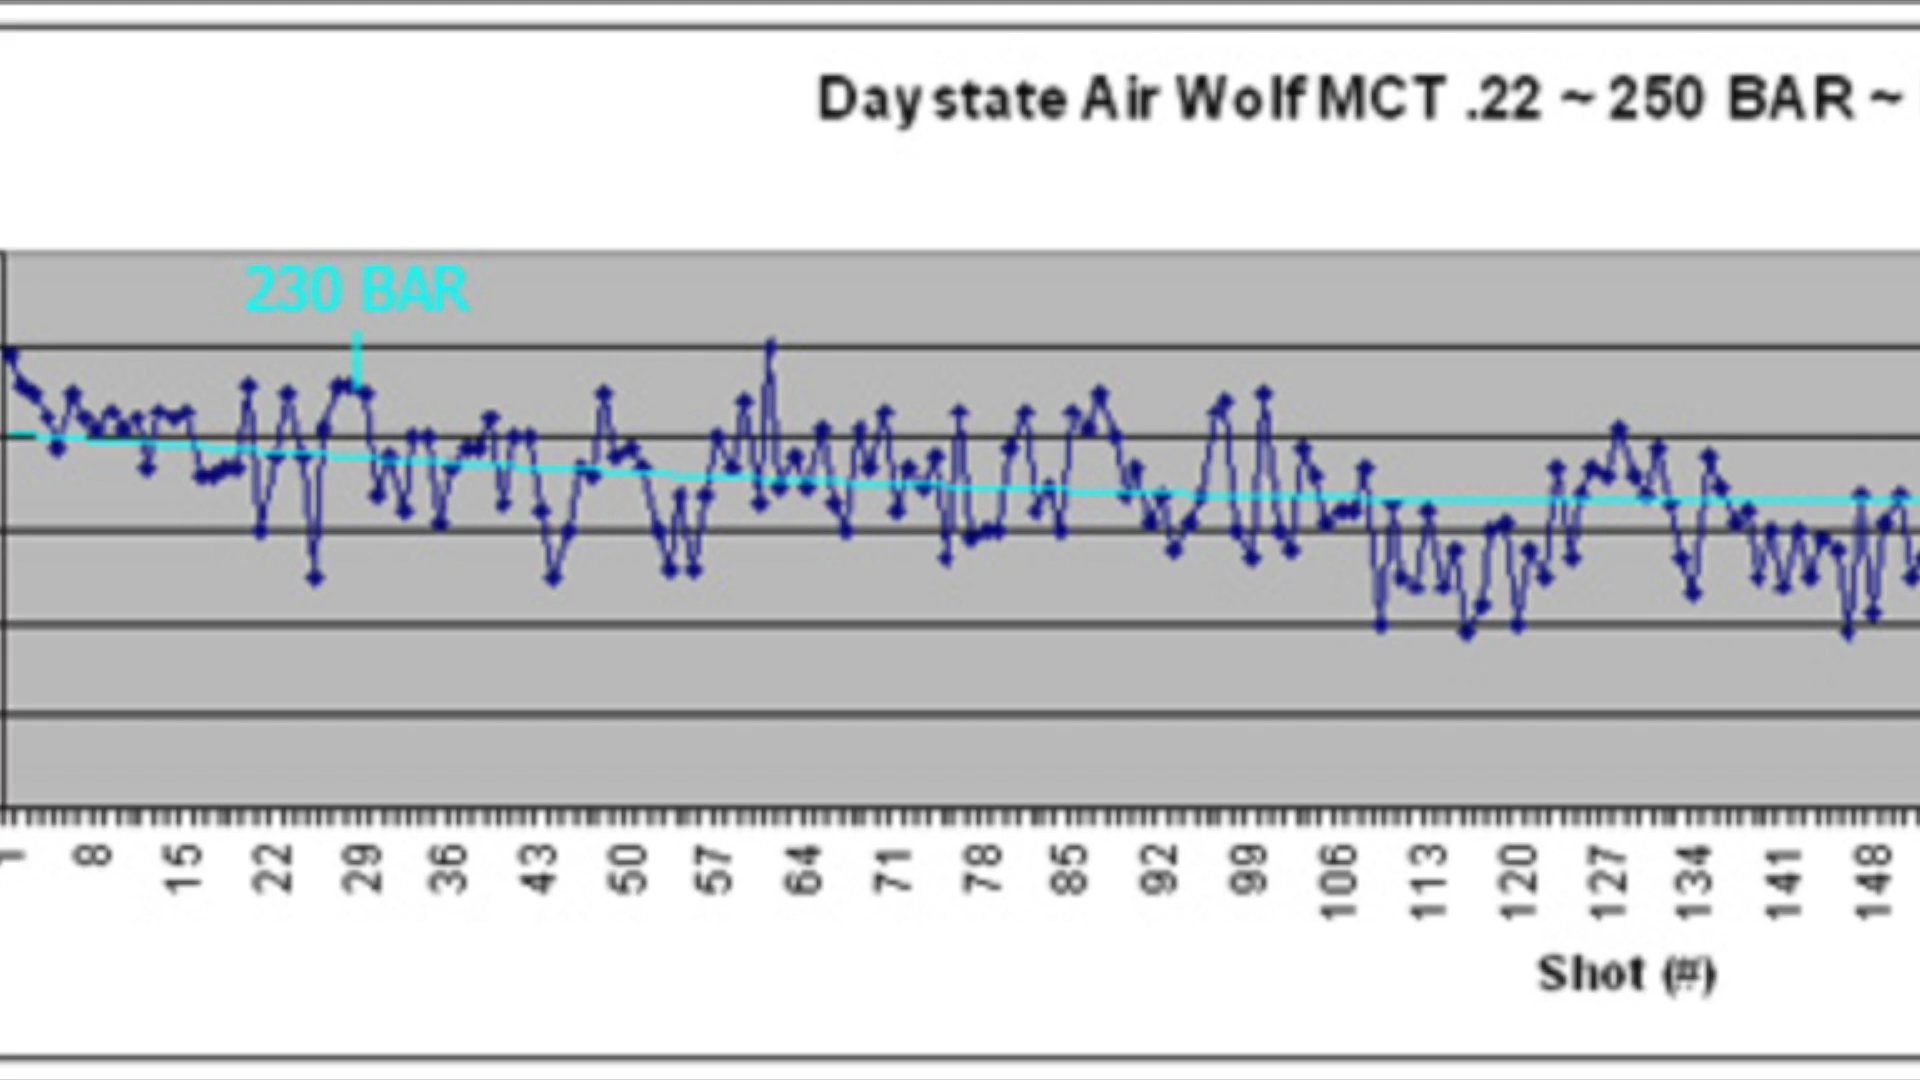 Daystate Air Wolf MCT .22 ~ 250 BAR ~
230 BAR
1 8 15 22 29 36 43 50 57 64 71 78 85 92 99 106 113 120 127 134 141 148
Shot (#)